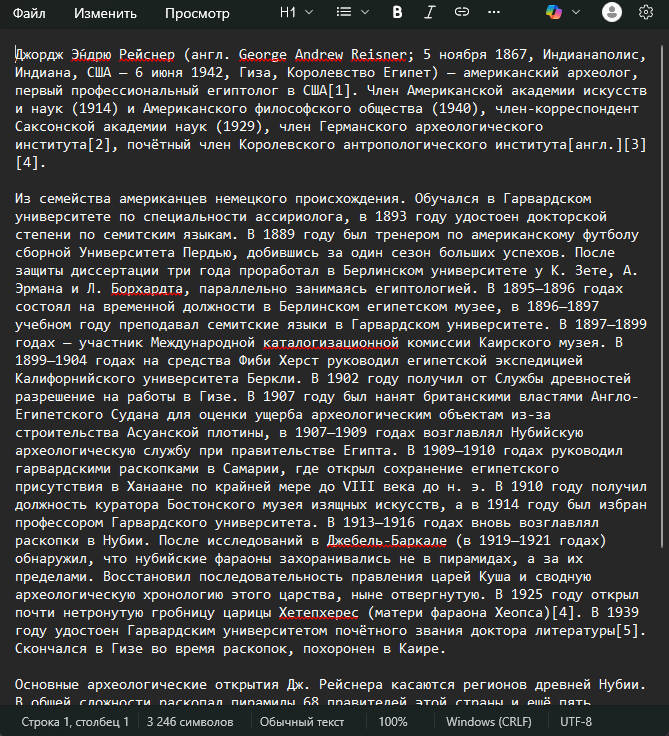 Файл Изменить Просмотр H1 B I
Джордж Э́ндрю Рейснер (англ. George Andrew Reisner; 5 ноября 1867, Индианаполис,
Индиана, США — 6 июня 1942, Гиза, Королевство Египет) — американский археолог,
первый профессиональный египтолог в США[1]. Член Американской академии искусств
и наук (1914) и Американского философского общества (1940), член-корреспондент
Саксонской академии наук (1929), член Германского археологического
института[2], почётный член Королевского антропологического института[англ.][3]
[4].
Из семейства американцев немецкого происхождения. Обучался в Гарвардском
университете по специальности ассириолога, в 1893 году удостоен докторской
степени по семитским языкам. В 1889 году был тренером по американскому футболу
сборной Университета Пердью, добившись за один сезон больших успехов. После
защиты диссертации три года проработал в Берлинском университете у К. Зете, А.
Эрмана и Л. Борхардта, параллельно занимаясь египтологией. В 1895—1896 годах
состоял на временной должности в Берлинском египетском музее, в 1896—1897
учебном году преподавал семитские языки в Гарвардском университете. В 1897—1899
годах — участник Международной каталогизационной комиссии Каирского музея. В
1899—1904 годах на средства Фиби Херст руководил египетской экспедицией
Калифорнийского университета Беркли. В 1902 году получил от Службы древностей
разрешение на работы в Гизе. В 1907 году был нанят британскими властями Англо-
Египетского Судана для оценки ущерба археологическим объектам из-за
строительства Асуанской плотины, в 1907—1909 годах возглавлял Нубийскую
археологическую службу при правительстве Египта. В 1909—1910 годах руководил
гарвардскими раскопками в Самарии, где открыл сохранение египетского
присутствия в Ханаане по крайней мере до VIII века до н. э. В 1910 году получил
должность куратора Бостонского музея изящных искусств, а в 1914 году был избран
профессором Гарвардского университета. В 1913—1916 годах вновь возглавлял
раскопки в Нубии. После исследований в Джебель-Баркале (в 1919—1921 годах)
обнаружил, что нубийские фараоны захоранивались не в пирамидах, а за их
пределами. Восстановил последовательность правления царей Куша и сводную
археологическую хронологию этого царства, ныне отвергнутую. В 1925 году открыл
почти нетронутую гробницу царицы Хетепхерес (матери фараона Хеопса)[4]. В 1939
году удостоен Гарвардским университетом почётного звания доктора литературы[5].
Скончался в Гизе во время раскопок, похоронен в Каире.
Основные археологические открытия Дж. Рейснера касаются регионов древней Нубии.
В общей сложности раскопал пирамиды 68 правителей этой страны и ещё пять
Строка 1, столбец 1 3 246 символов Обычный текст 100% Windows (CRLF) UTF-8